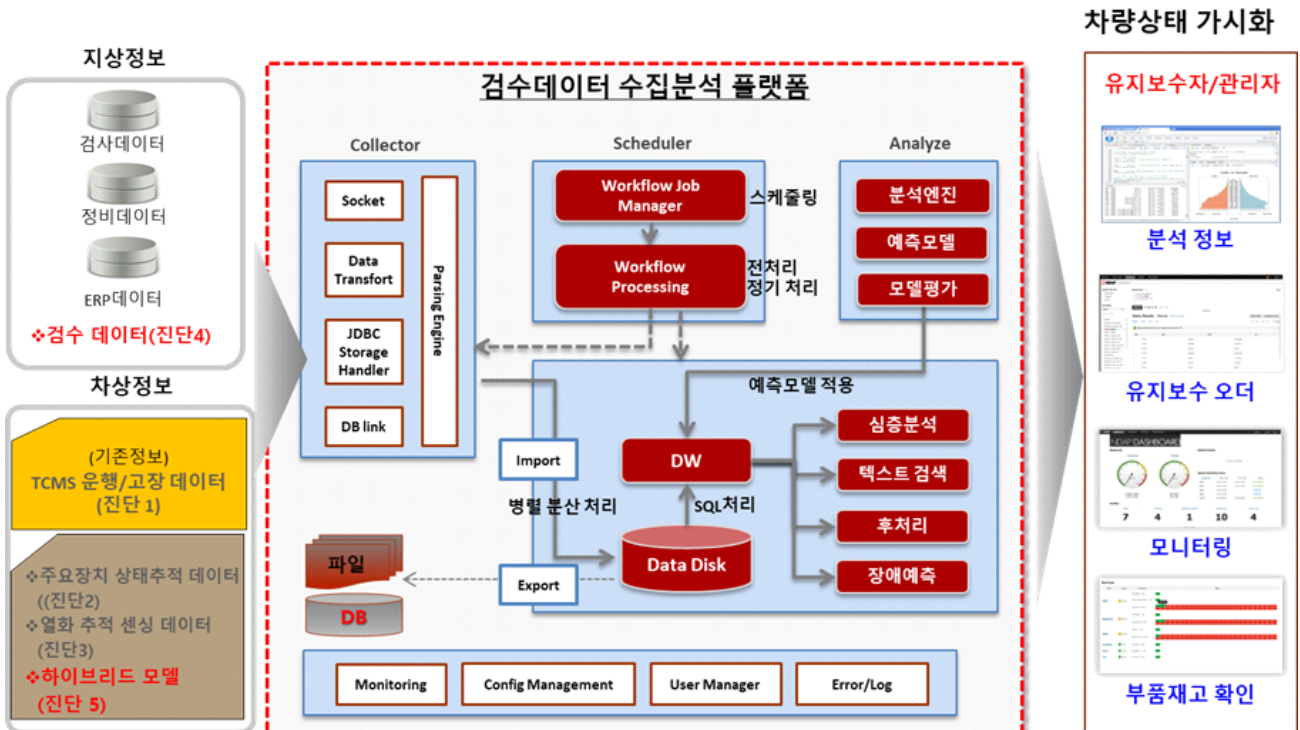 차량상태 가시화
지상정보
검사데이터
정비데이터
ERP데이터
❖검수 데이터(진단4)
차상정보
(기존정보)
TCMS 운행/고장 데이터
(진단 1)
❖주요장치 상태추적 데이터
((진단2)
❖열화 추적 센싱 데이터
(진단3)
❖하이브리드 모델
(진단 5)
검수데이터 수집분석 플랫폼
Collector
Socket
Data
Transfort
JDBC
Storage
Handler
DB link
Parsing Engine
Scheduler
Workflow Job
Manager
스케줄링
Workflow
Processing
전처리
정기 처리
Analyze
분석엔진
예측모델
모델평가
예측모델 적용
Import
병렬 분산 처리
DW
SQL처리
Data Disk
Export
파일
DB
심층분석
텍스트 검색
후처리
장애예측
Monitoring
Config Management
User Manager
Error/Log
유지보수자/관리자
분석 정보
유지보수 오더
NDAP DASHBOARD
7 4 1 10 4
모니터링
부품재고 확인